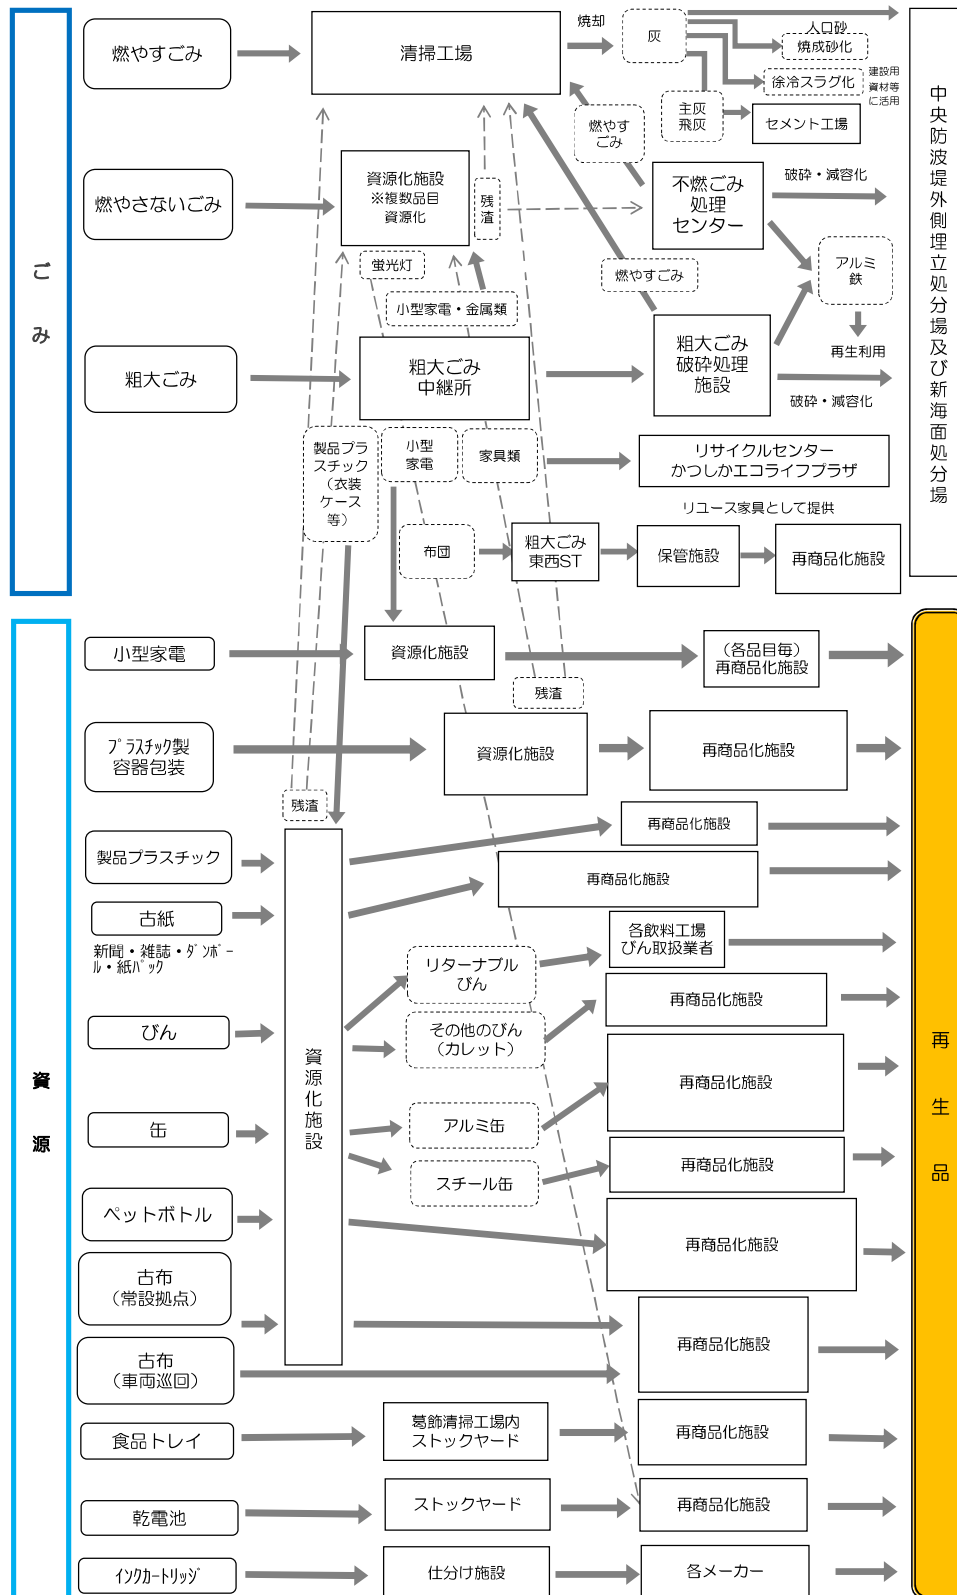 ごみ
燃やすごみ
清掃工場
焼却
灰
人口砂
焼成砂化
徐冷スラグ化
建設用
資材等
に活用
主灰
飛灰
セメント工場
燃やす
ごみ
燃やさないごみ
資源化施設
※複数品目
資源化
残渣
不燃ごみ
処理
センター
破砕・減容化
蛍光灯
燃やすごみ
アルミ
鉄
小型家電・金属類
再生利用
粗大ごみ
粗大ごみ
中継所
粗大ごみ
破砕処理
施設
破砕・減容化
製品プラ
スチック
（衣装
ケース
等）
小型
家電
家具類
リサイクルセンター
かつしかエコライフプラザ
リユース家具として提供
布団
粗大ごみ
東西ST
保管施設
再商品化施設
中央防波堤外側埋立処分場及び新海面処分場
資源
小型家電
資源化施設
（各品目毎）
再商品化施設
残渣
プラスチック製
容器包装
資源化施設
再商品化施設
残渣
製品プラスチック
再商品化施設
古紙
新聞・雑誌・ダンボー
ル・紙パック
再商品化施設
資源化施設
リターナブル
びん
各飲料工場
びん取扱業者
びん
その他のびん
（カレット）
再商品化施設
缶
アルミ缶
再商品化施設
スチール缶
再商品化施設
ペットボトル
再商品化施設
古布
（常設拠点）
古布
（車両巡回）
再商品化施設
食品トレイ
葛飾清掃工場内
ストックヤード
再商品化施設
乾電池
ストックヤード
再商品化施設
インクカートリッジ
仕分け施設
各メーカー
再生品